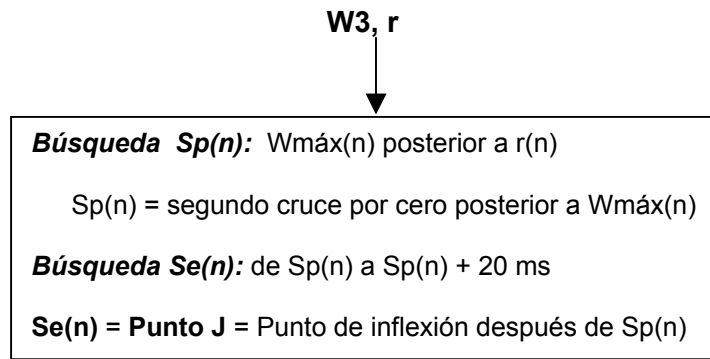 W3, r
Búsqueda Sp(n): Wmáx(n) posterior a r(n)
Sp(n) = segundo cruce por cero posterior a Wmáx(n)
Búsqueda Se(n): de Sp(n) a Sp(n) + 20 ms
Se(n) = Punto J = Punto de inflexión después de Sp(n)